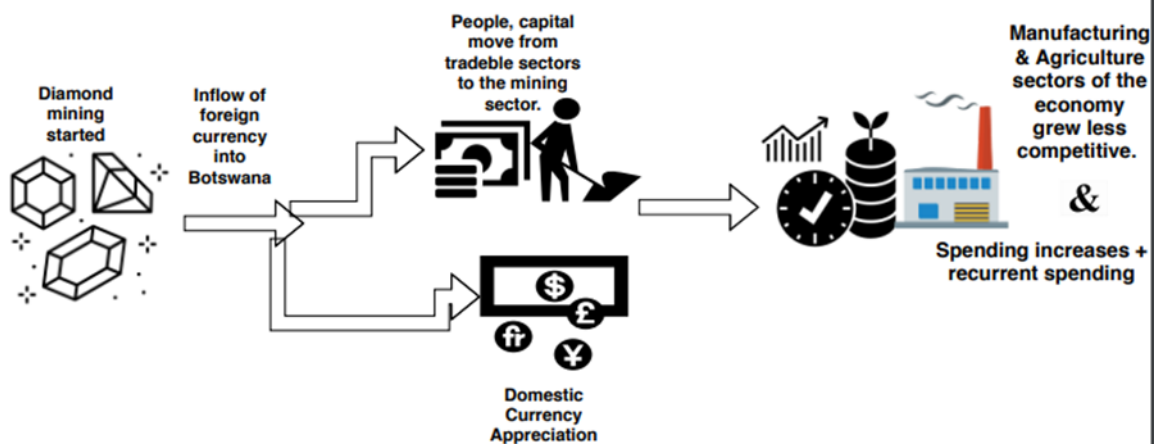 Diamond
mining
started
Inflow of
foreign
currency
into
Botswana
People, capital
move from
tradeble sectors
to the mining
sector.
$
£
fr
¥
Domestic
Currency
Appreciation
Manufacturing
& Agriculture
sectors of the
economy
grew less
competitive.
&
Spending increases +
recurrent spending